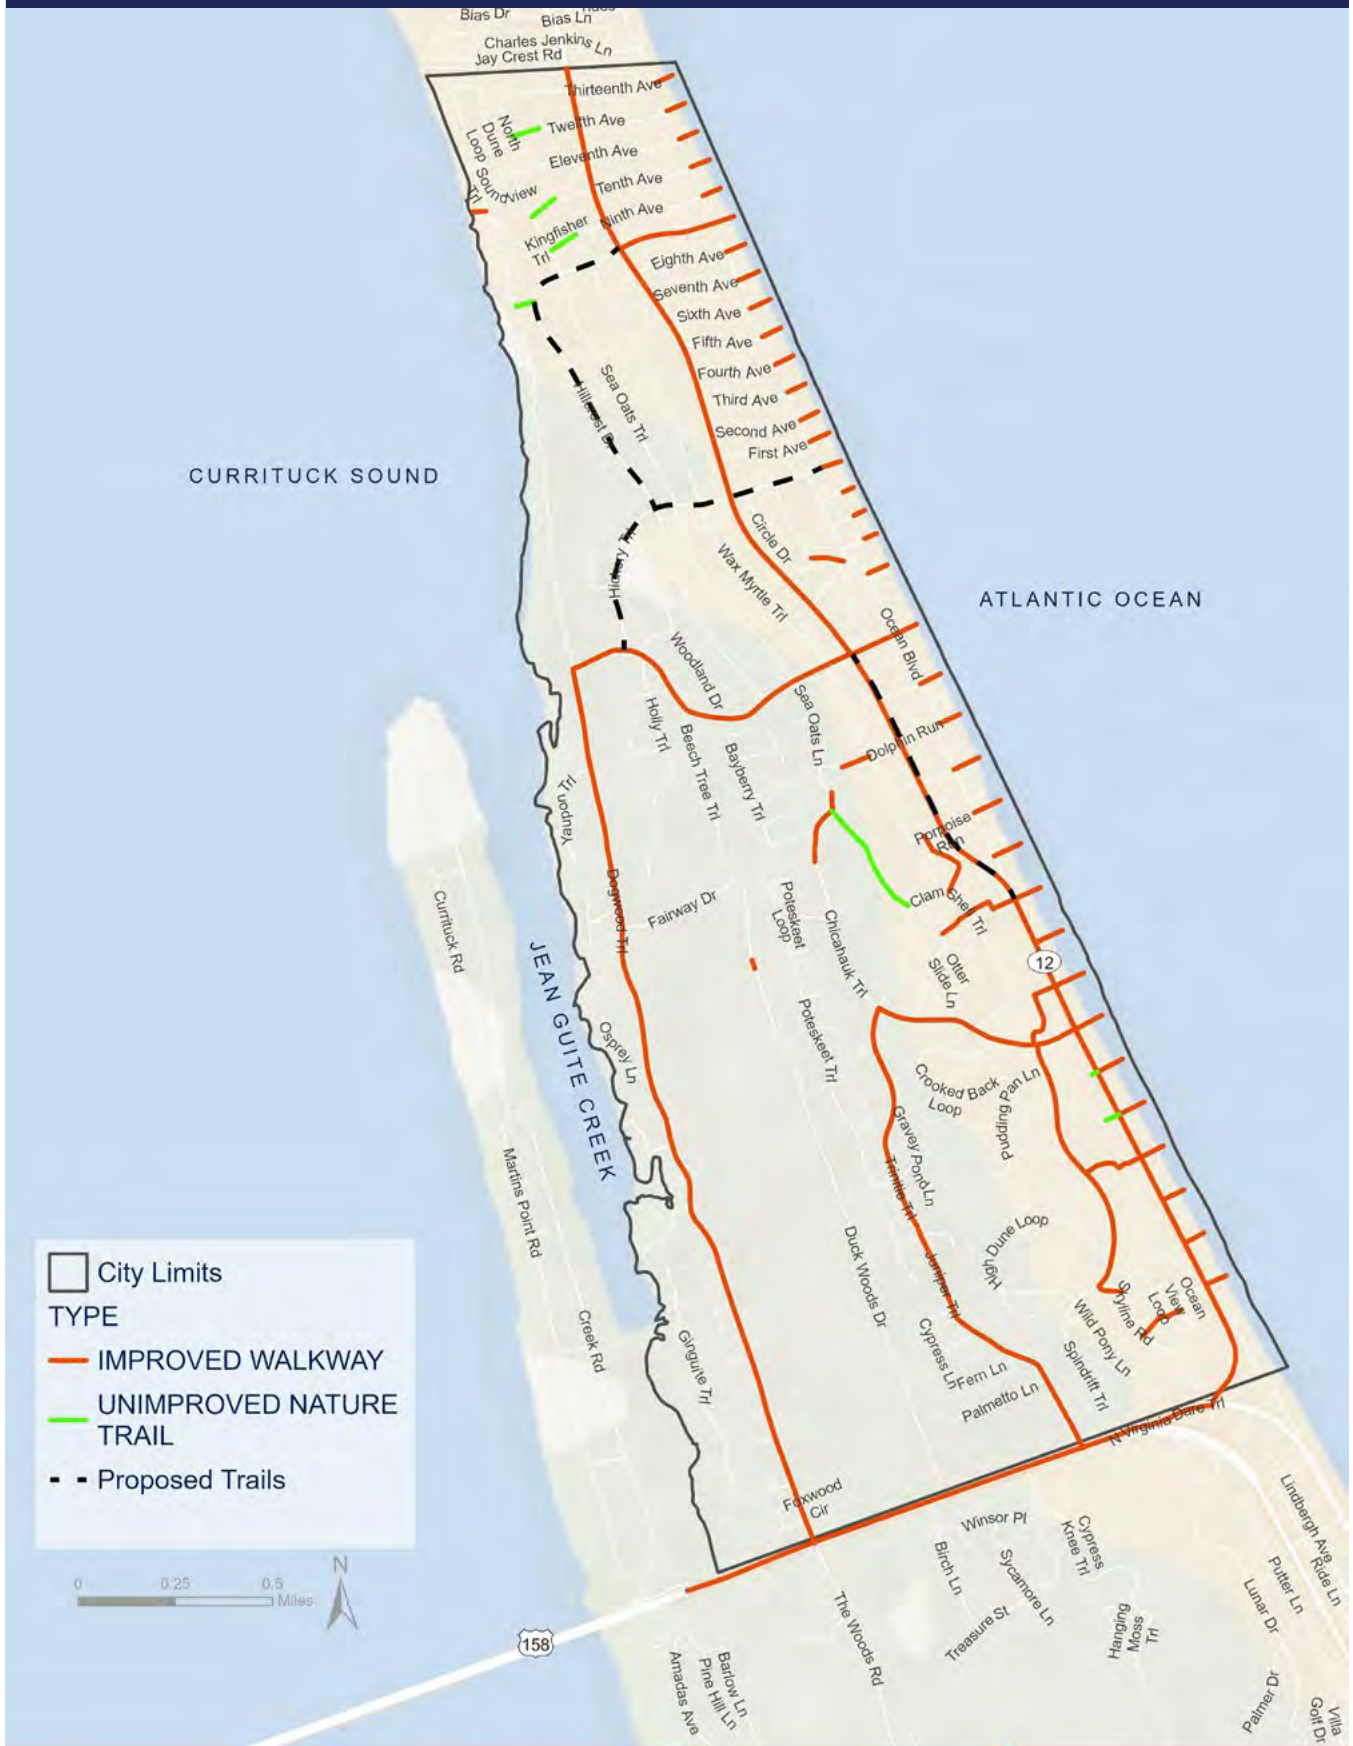 Bias Dr
Bias Ln
Charles Jenkins Ln
Jay Crest Rd
Thirteenth Ave
North
Dune
Loop
Trl
Twelfth Ave
Eleventh Ave
Soundview
Tenth Ave
Ninth Ave
Kingfisher
Trl
Eighth Ave
Seventh Ave
Sixth Ave
Fifth Ave
Fourth Ave
Sea Oats Trl
Hillcrest Dr
Third Ave
Second Ave
First Ave
CURRITUCK SOUND
Circle Dr
Hickory Trl
Wax Myrtle Trl
ATLANTIC OCEAN
Ocean Blvd
Woodland Dr
Sea Oats Ln
Holly Trl
Beech Tree Trl
Bayberry Trl
Dolphin Run
Yaupon Trl
Porpoise
Run
Currituck Rd
Dogwood Trl
Fairway Dr
Poteskeet
Loop
Chicahauk Trl
Clam Shell Trl
Otter
Slide Ln
12
JEAN GUITE CREEK
Osprey Ln
Poteskeet Trl
Crooked Back
Loop
Pudding Pan Ln
Gravey Pond Ln
Trinitie Trl
Martins Point Rd
Duck Woods Dr
High Dune Loop
Juniper Trl
Ocean
View
Loop
Skyline Rd
Wild Pony Ln
Spindrift Trl
Creek Rd
Ginguite Trl
Cypress Ln
Fern Ln
Palmetto Ln
N Virginia Dare Trl
City Limits
TYPE
IMPROVED WALKWAY
UNIMPROVED NATURE
TRAIL
Proposed Trails
N
0 0.25 0.5
Miles
Foxwood
Cir
Winsor Pl
Cypress
Knee Trl
Birch Ln
Sycamore Ln
Treasure St
Hanging
Moss
Trl
Lindbergh Ave
Ride Ln
Putter Ln
Lunar Dr
Palmer Dr
Villa
Golf Dr
158
The Woods Rd
Barlow Ln
Pine Hill Ln
Amadas Ave